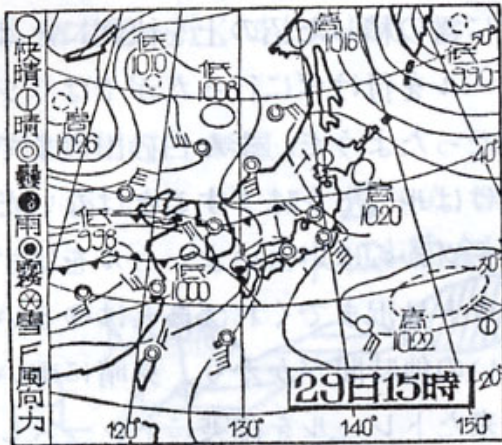 快晴
晴
曇
雨
霧
雪
風向
力
低
1010
低
1008
高
1016
低
990
高
1026
高
1020
低
998
低
1000
高
1022
50°
40°
30°
20°
29日15時
120°
130°
140°
150°